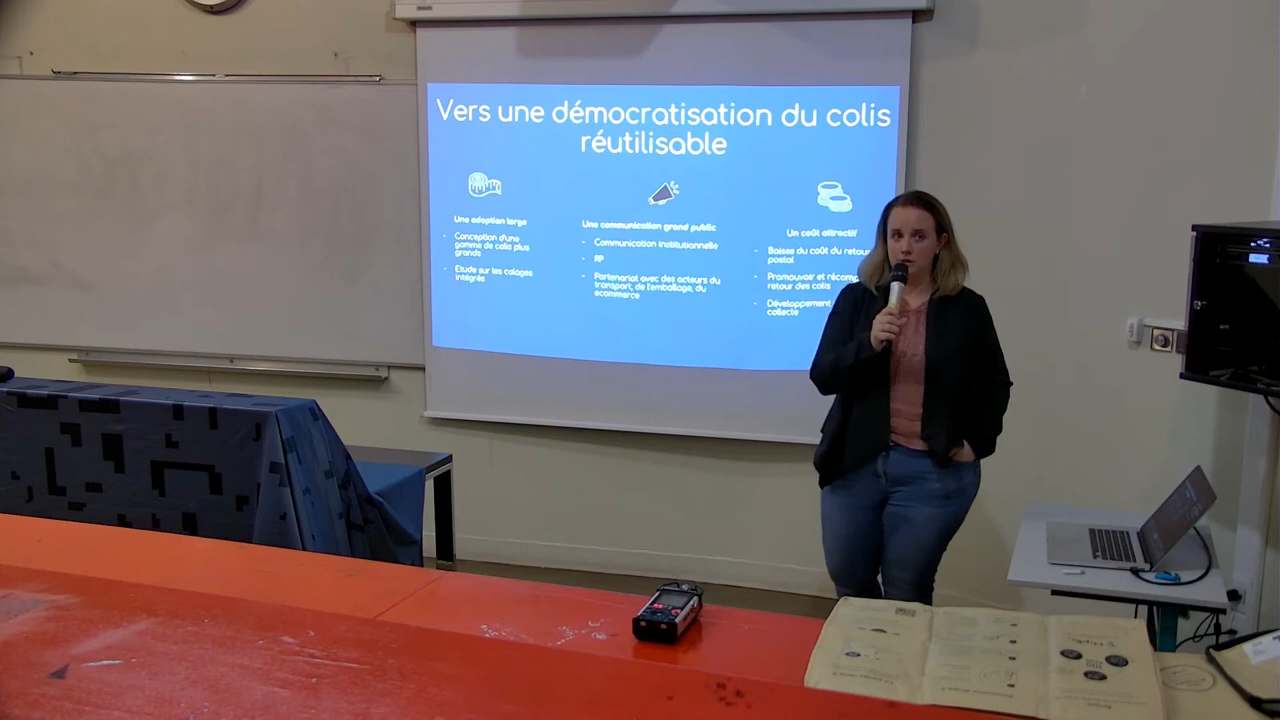 Vers une démocratisation du colis
réutilisable
Une adoption large
- Conception d'une
gamme de colis plus
grands
- Etude sur les calages
intégrés
Une communication grand public
- Communication institutionnelle
- RP
- Partenariat avec des acteurs du
transport, de l'emballage, du
ecommerce
Un coût attractif
- Baisse du coût du retour
postal
- Promouvoir et
retour des colis
- Développement
collecte